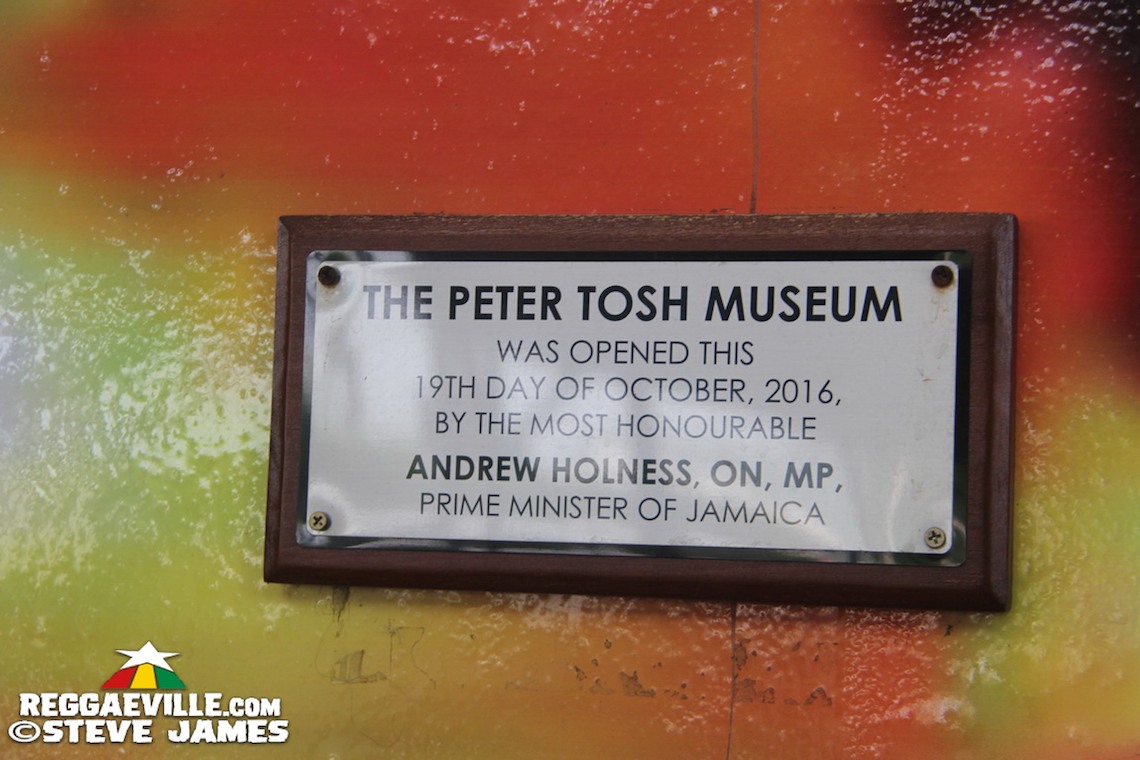 THE PETER TOSH MUSEUM
WAS OPENED THIS
19TH DAY OF OCTOBER, 2016,
BY THE MOST HONOURABLE
ANDREW HOLNESS, ON, MP,
PRIME MINISTER OF JAMAICA
REGGAEVILLE.COM
©STEVE JAMES